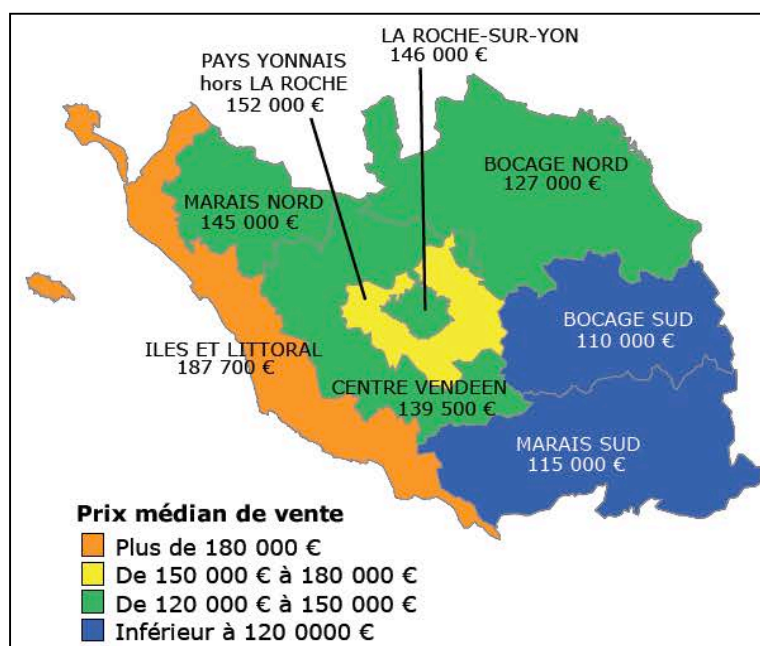 LA ROCHE-SUR-YON
146 000 €
PAYS YONNAIS
hors LA ROCHE
152 000 €
BOCAGE NORD
127 000 €
MARAIS NORD
145 000 €
BOCAGE SUD
110 000 €
ILES ET LITTORAL
187 700 €
CENTRE VENDEEN
139 500 €
MARAIS SUD
115 000 €
Prix médian de vente
Plus de 180 000 €
De 150 000 € à 180 000 €
De 120 000 € à 150 000 €
Inférieur à 120 0000 €